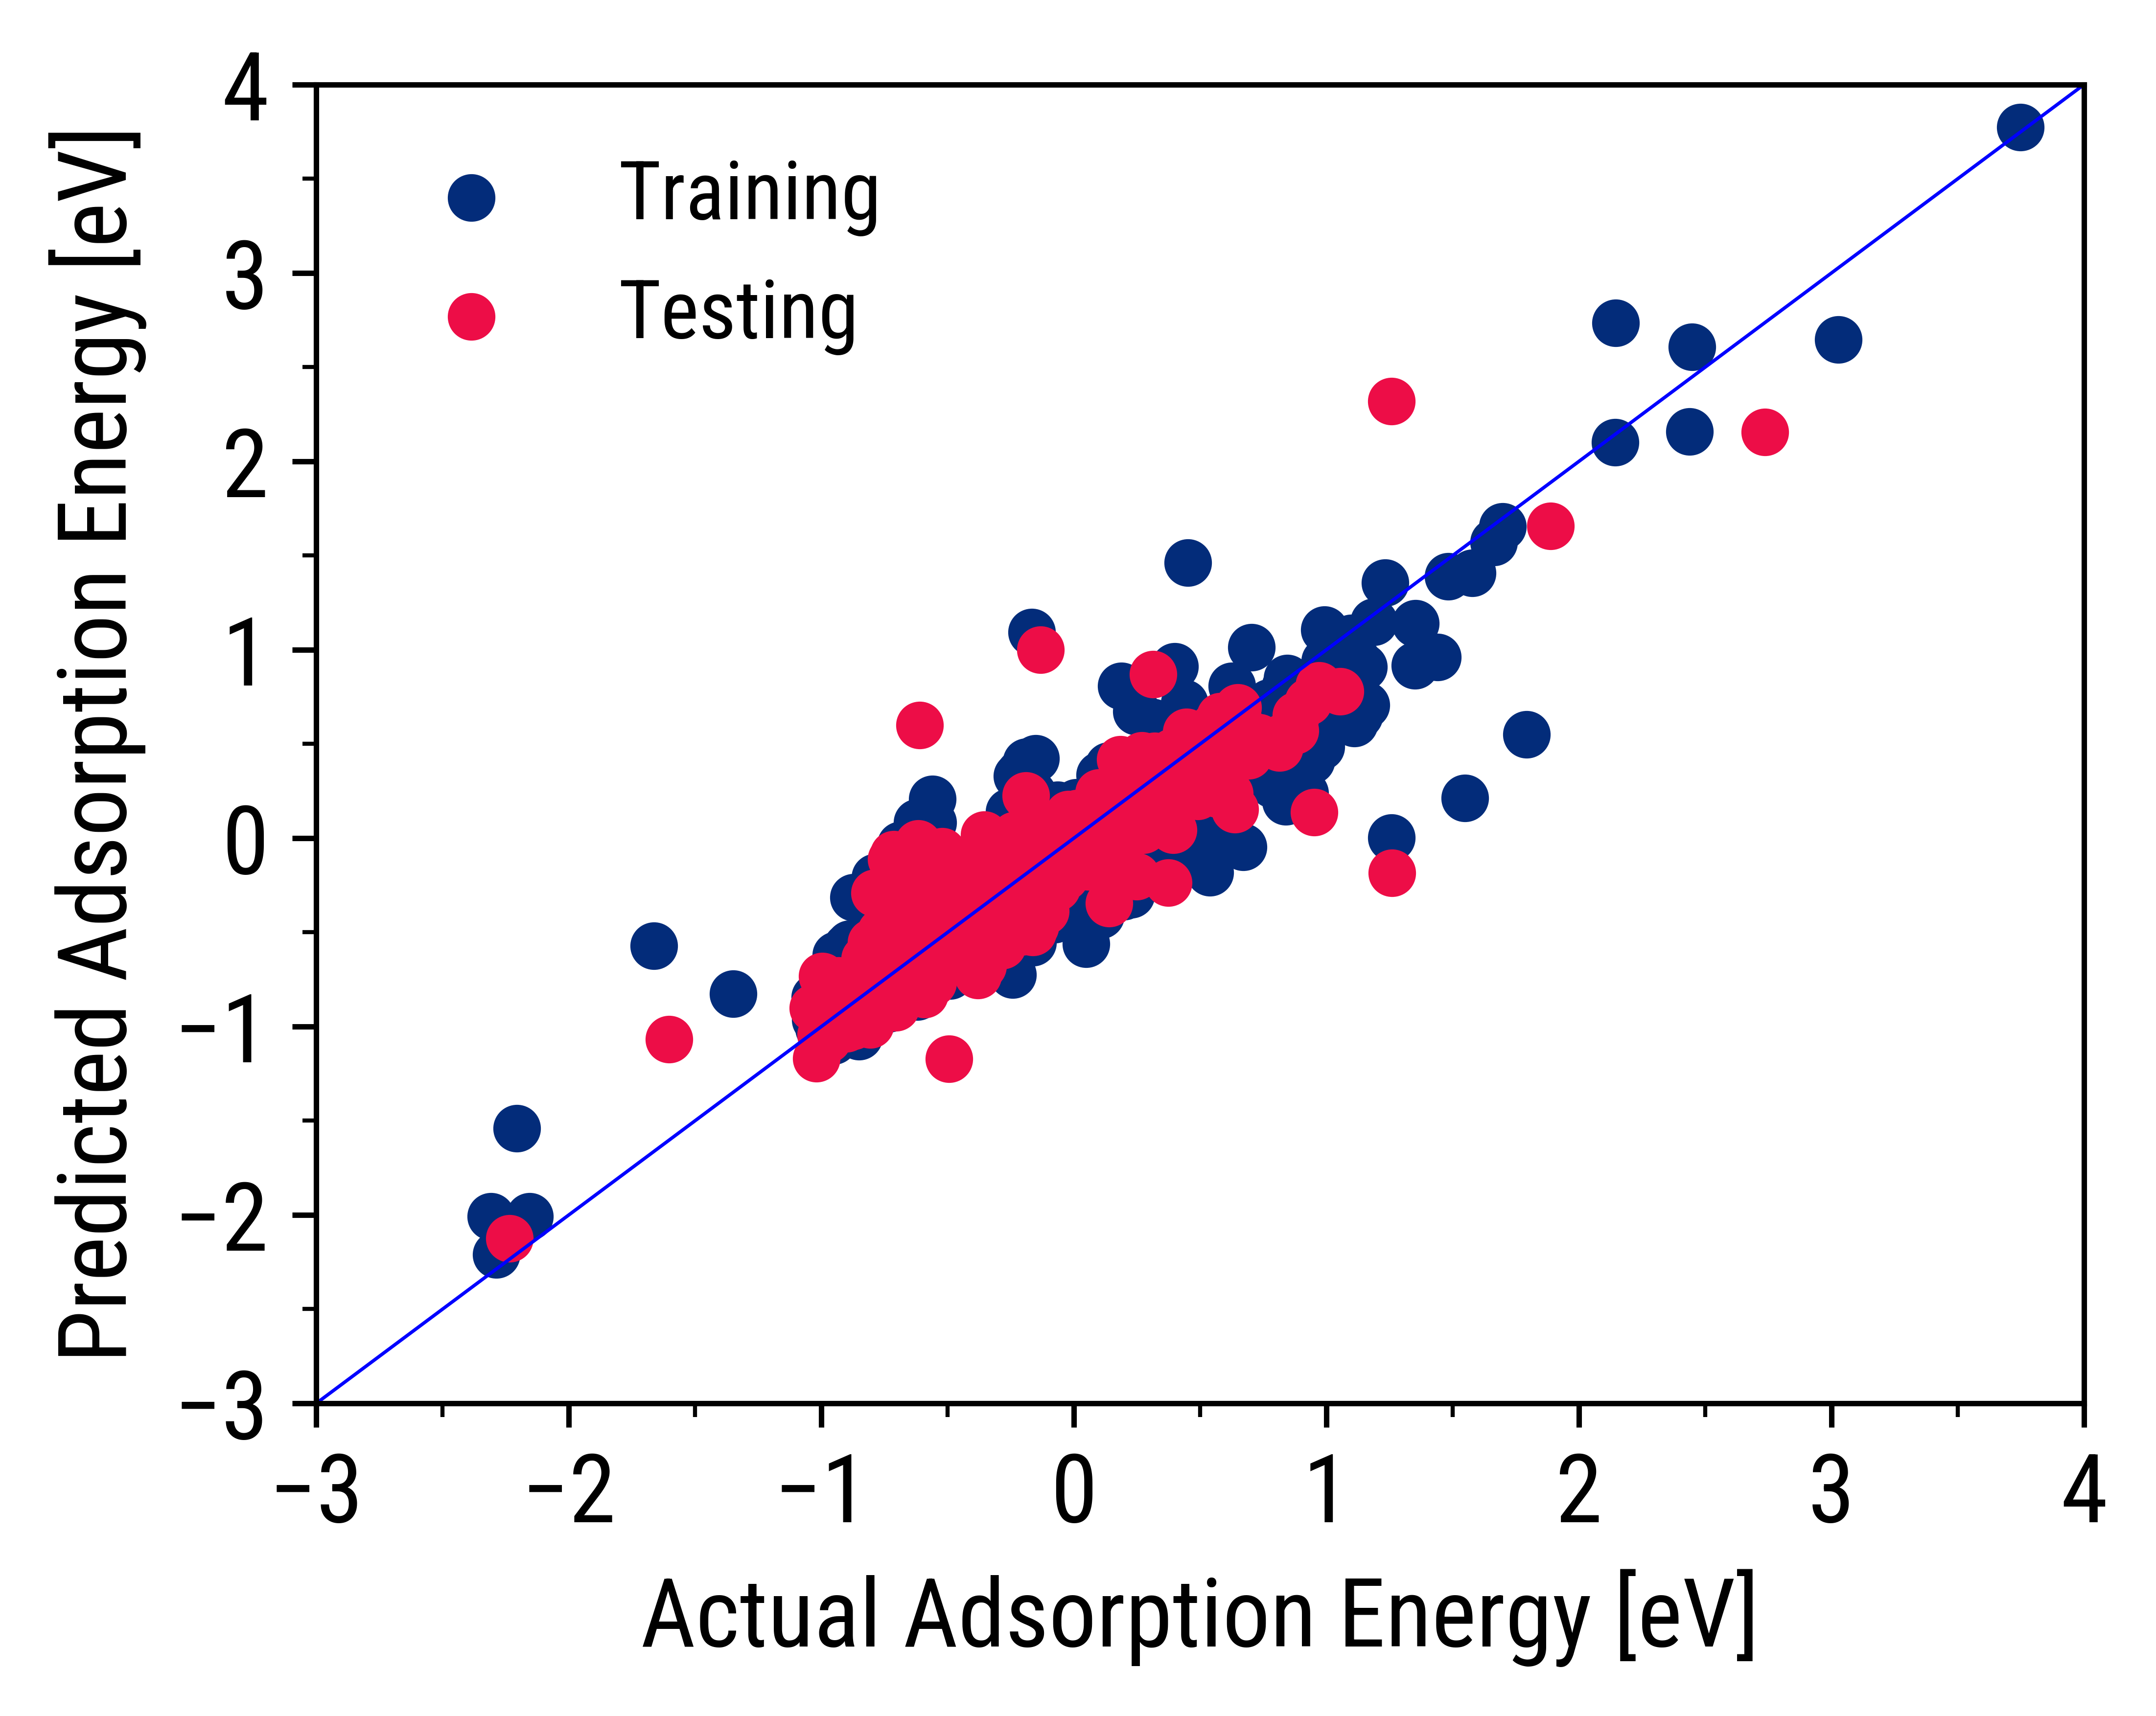 Predicted Adsorption Energy [eV]
4
3
2
1
0
−1
−2
−3
Training
Testing
−3 −2 −1 0 1 2 3 4
Actual Adsorption Energy [eV]